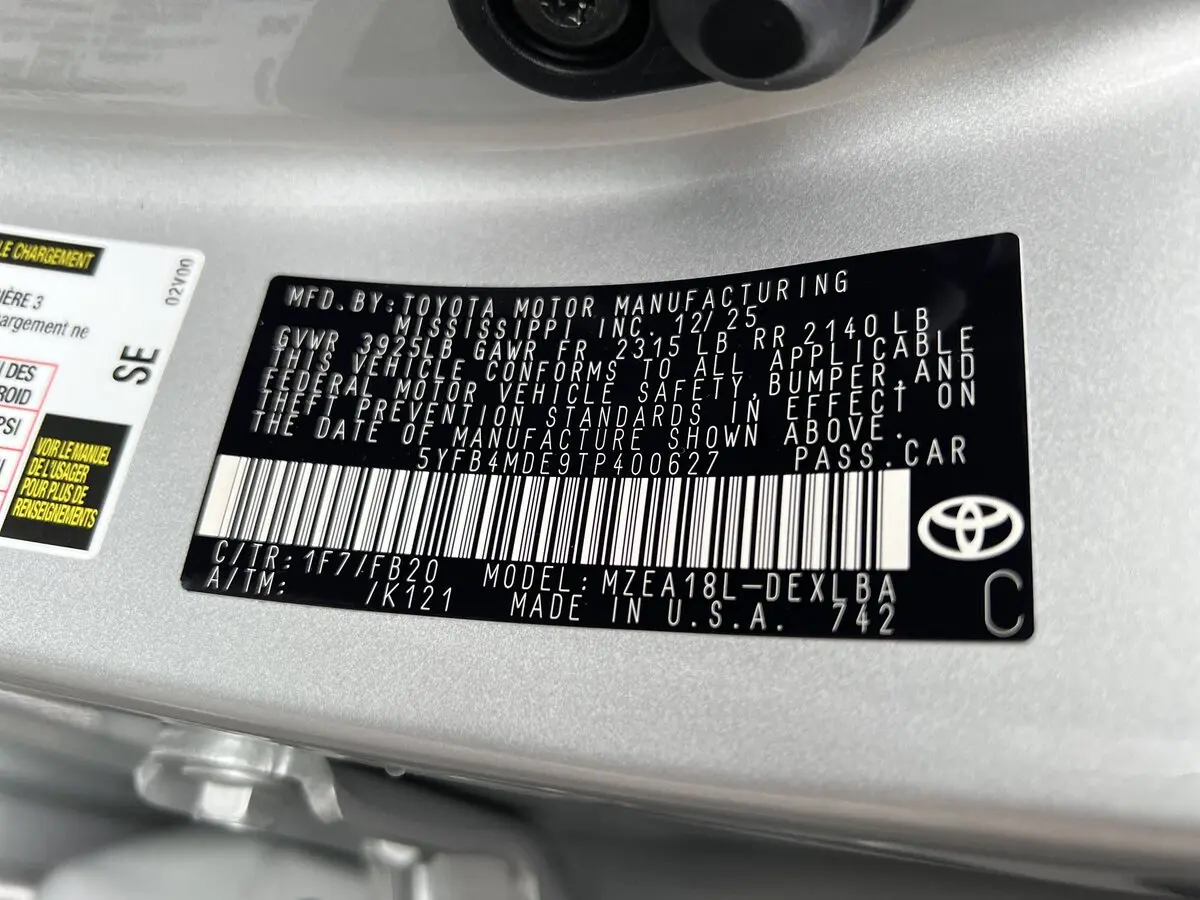 LE CHARGEMENT
02V00
IÈRE 3
argement ne
SE
I DES
ROID
PSI
VOIR LE MANUEL
DE L'USAGER
POUR PLUS DE
RENSEIGNEMENTS
MFD. BY: TOYOTA MOTOR MANUFACTURING
MISSISSIPPI INC. 12/25
GVWR 3925LB GAWR FR 2315 LB RR 2140 LB
THIS VEHICLE CONFORMS TO ALL APPLICABLE
FEDERAL MOTOR VEHICLE SAFETY, BUMPER, AND
THEFT PREVENTION STANDARDS IN EFFECT ON
THE DATE OF MANUFACTURE SHOWN ABOVE.
5YFB4MDE9TP400627 PASS. CAR
C/TR: 1F7/FB20 MODEL: MZEA18L-DEXLBA
A/TM: /K121 MADE IN U.S.A. 742
C